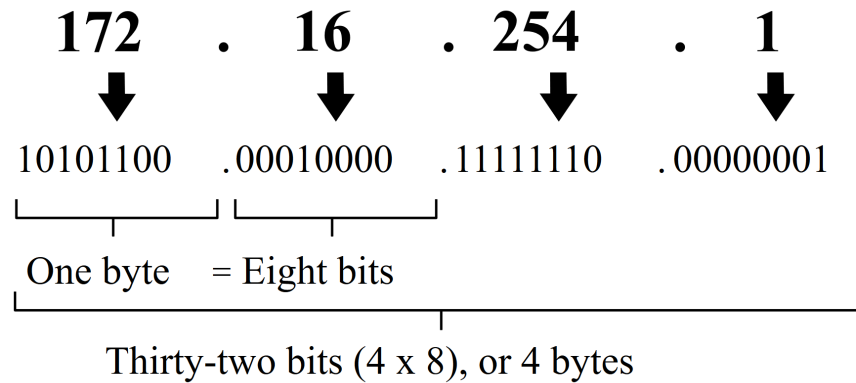 172 . 16 . 254 . 1
10101100 .00010000 .11111110 .00000001
One byte = Eight bits
Thirty-two bits (4 x 8), or 4 bytes